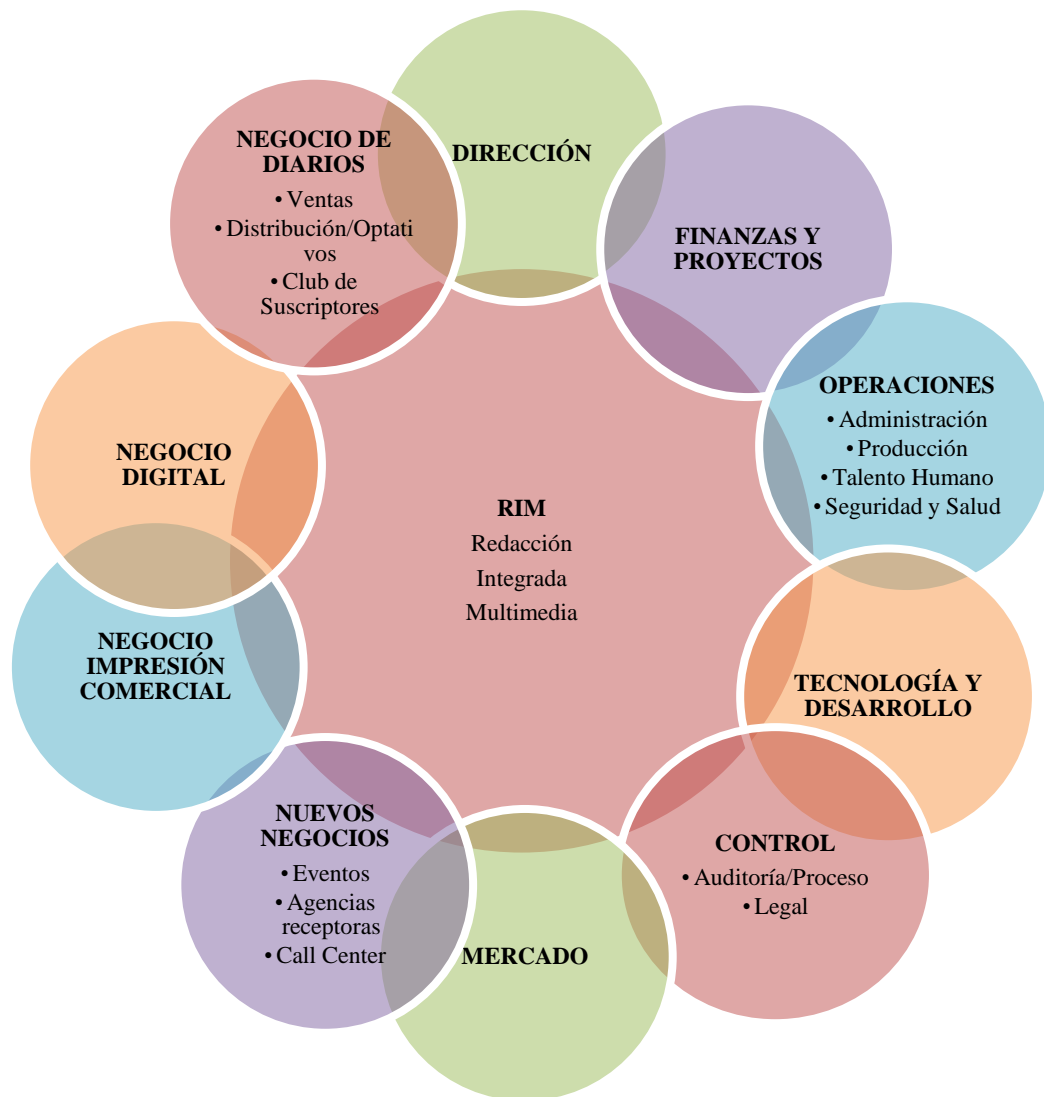 DIRECCIÓN
FINANZAS Y
PROYECTOS
OPERACIONES
• Administración
• Producción
• Talento Humano
• Seguridad y Salud
TECNOLOGÍA Y
DESARROLLO
CONTROL
• Auditoría/Proceso
• Legal
MERCADO
NUEVOS
NEGOCIOS
• Eventos
• Agencias
receptoras
• Call Center
NEGOCIO
IMPRESIÓN
COMERCIAL
NEGOCIO
DIGITAL
NEGOCIO DE
DIARIOS
• Ventas
• Distribución/Optati
vos
• Club de
Suscriptores
RIM
Redacción
Integrada
Multimedia